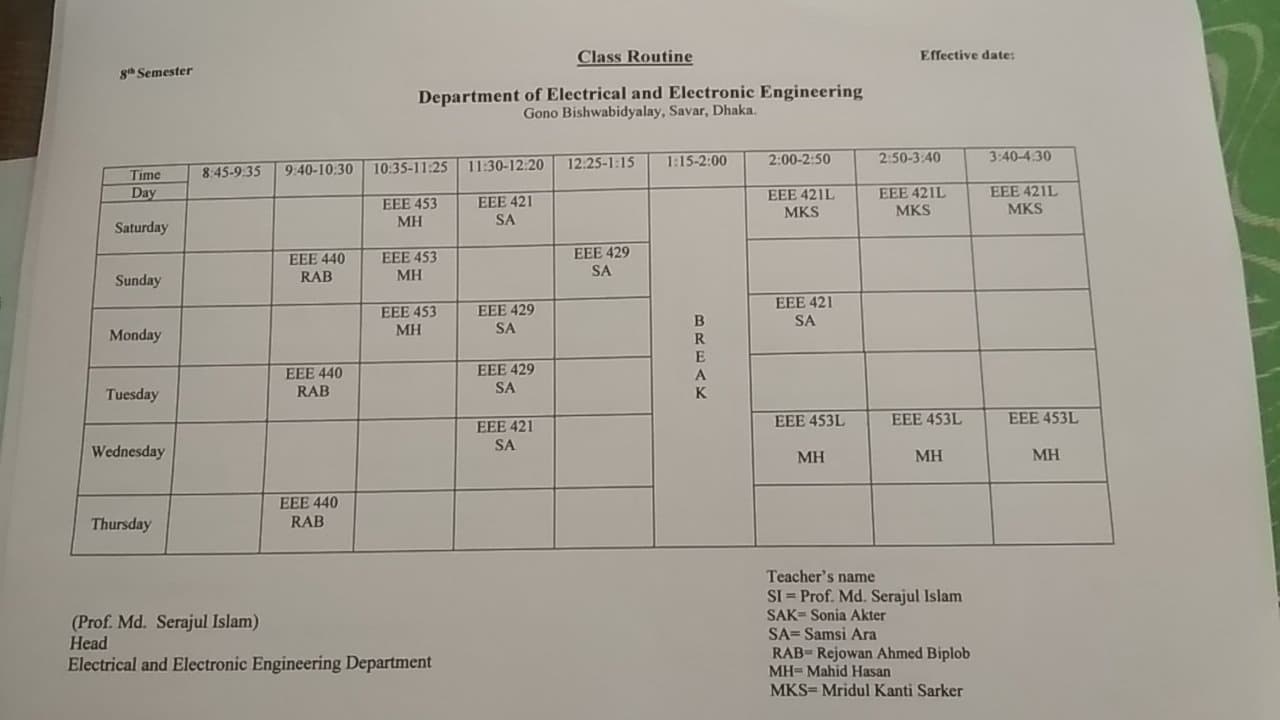 8th Semester
Class Routine
Effective date:
Department of Electrical and Electronic Engineering
Gono Bishwabidyalay, Savar, Dhaka.
Time 8:45-9:35 9:40-10:30 10:35-11:25 11:30-12:20 12:25-1:15 1:15-2:00 2:00-2:50 2:50-3:40 3:40-4:30
Day
EEE 453 EEE 421 EEE 421L EEE 421L EEE 421L
Saturday MH SA MKS MKS MKS
EEE 440 EEE 453 EEE 429
Sunday RAB MH SA
EEE 453 EEE 429 EEE 421
Monday MH SA SA
EEE 440 EEE 429
Tuesday RAB SA
EEE 421 EEE 453L EEE 453L EEE 453L
Wednesday SA MH MH MH
EEE 440
Thursday RAB
B
R
E
A
K
(Prof. Md. Serajul Islam)
Head
Electrical and Electronic Engineering Department
Teacher's name
SI = Prof. Md. Serajul Islam
SAK= Sonia Akter
SA= Samsi Ara
RAB= Rejowan Ahmed Biplob
MH= Mahid Hasan
MKS= Mridul Kanti Sarker